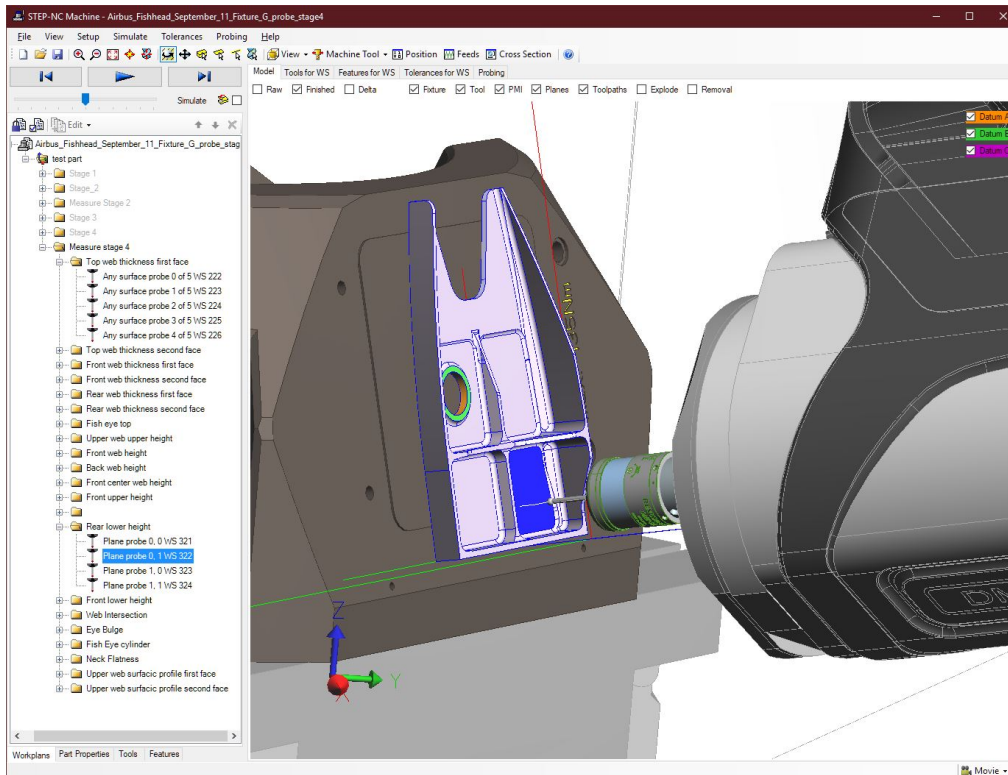 STEP-NC Machine - Airbus_Fishhead_September_11_Fixture_G_probe_stage4
File View Setup Simulate Tolerances Probing Help
View Machine Tool Position Feeds Cross Section
Model Tools for WS Features for WS Tolerances for WS Probing
Raw Finished Delta Fixture Tool PMI Planes Toolpaths Explode Removal
Simulate
Edit
Airbus_Fishhead_September_11_Fixture_G_probe_stag
test part
Stage 1
Stage_2
Measure Stage 2
Stage 3
Stage 4
Measure stage 4
Top web thickness first face
Any surface probe 0 of 5 WS 222
Any surface probe 1 of 5 WS 223
Any surface probe 2 of 5 WS 224
Any surface probe 3 of 5 WS 225
Any surface probe 4 of 5 WS 226
Top web thickness second face
Front web thickness first face
Front web thickness second face
Rear web thickness first face
Rear web thickness second face
Fish eye top
Upper web upper height
Front web height
Back web height
Front center web height
Front upper height
Rear lower height
Plane probe 0, 0 WS 321
Plane probe 0, 1 WS 322
Plane probe 1, 0 WS 323
Plane probe 1, 1 WS 324
Front lower height
Web Intersection
Eye Bulge
Fish Eye cylinder
Neck Flatness
Upper web surfacic profile first face
Upper web surfacic profile second face
Workplans Part Properties Tools Features
Datum A
Datum B
Datum C
Z
Y
X
Movie